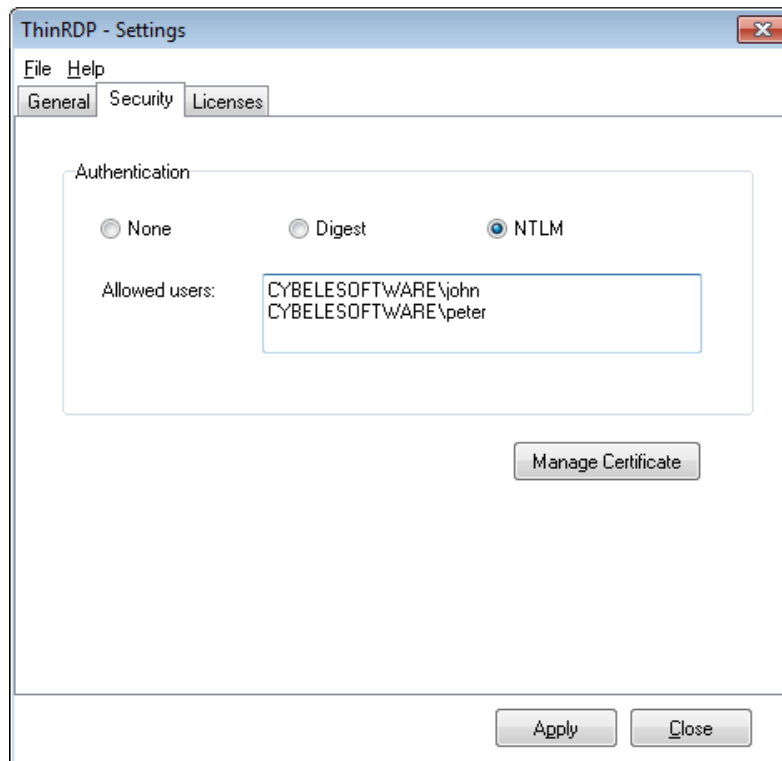 ThinRDP - Settings
File Help
General Security Licenses
Authentication
None Digest NTLM
Allowed users: CYBELESOFTWARE\john
CYBELESOFTWARE\peter
Manage Certificate
Apply Close